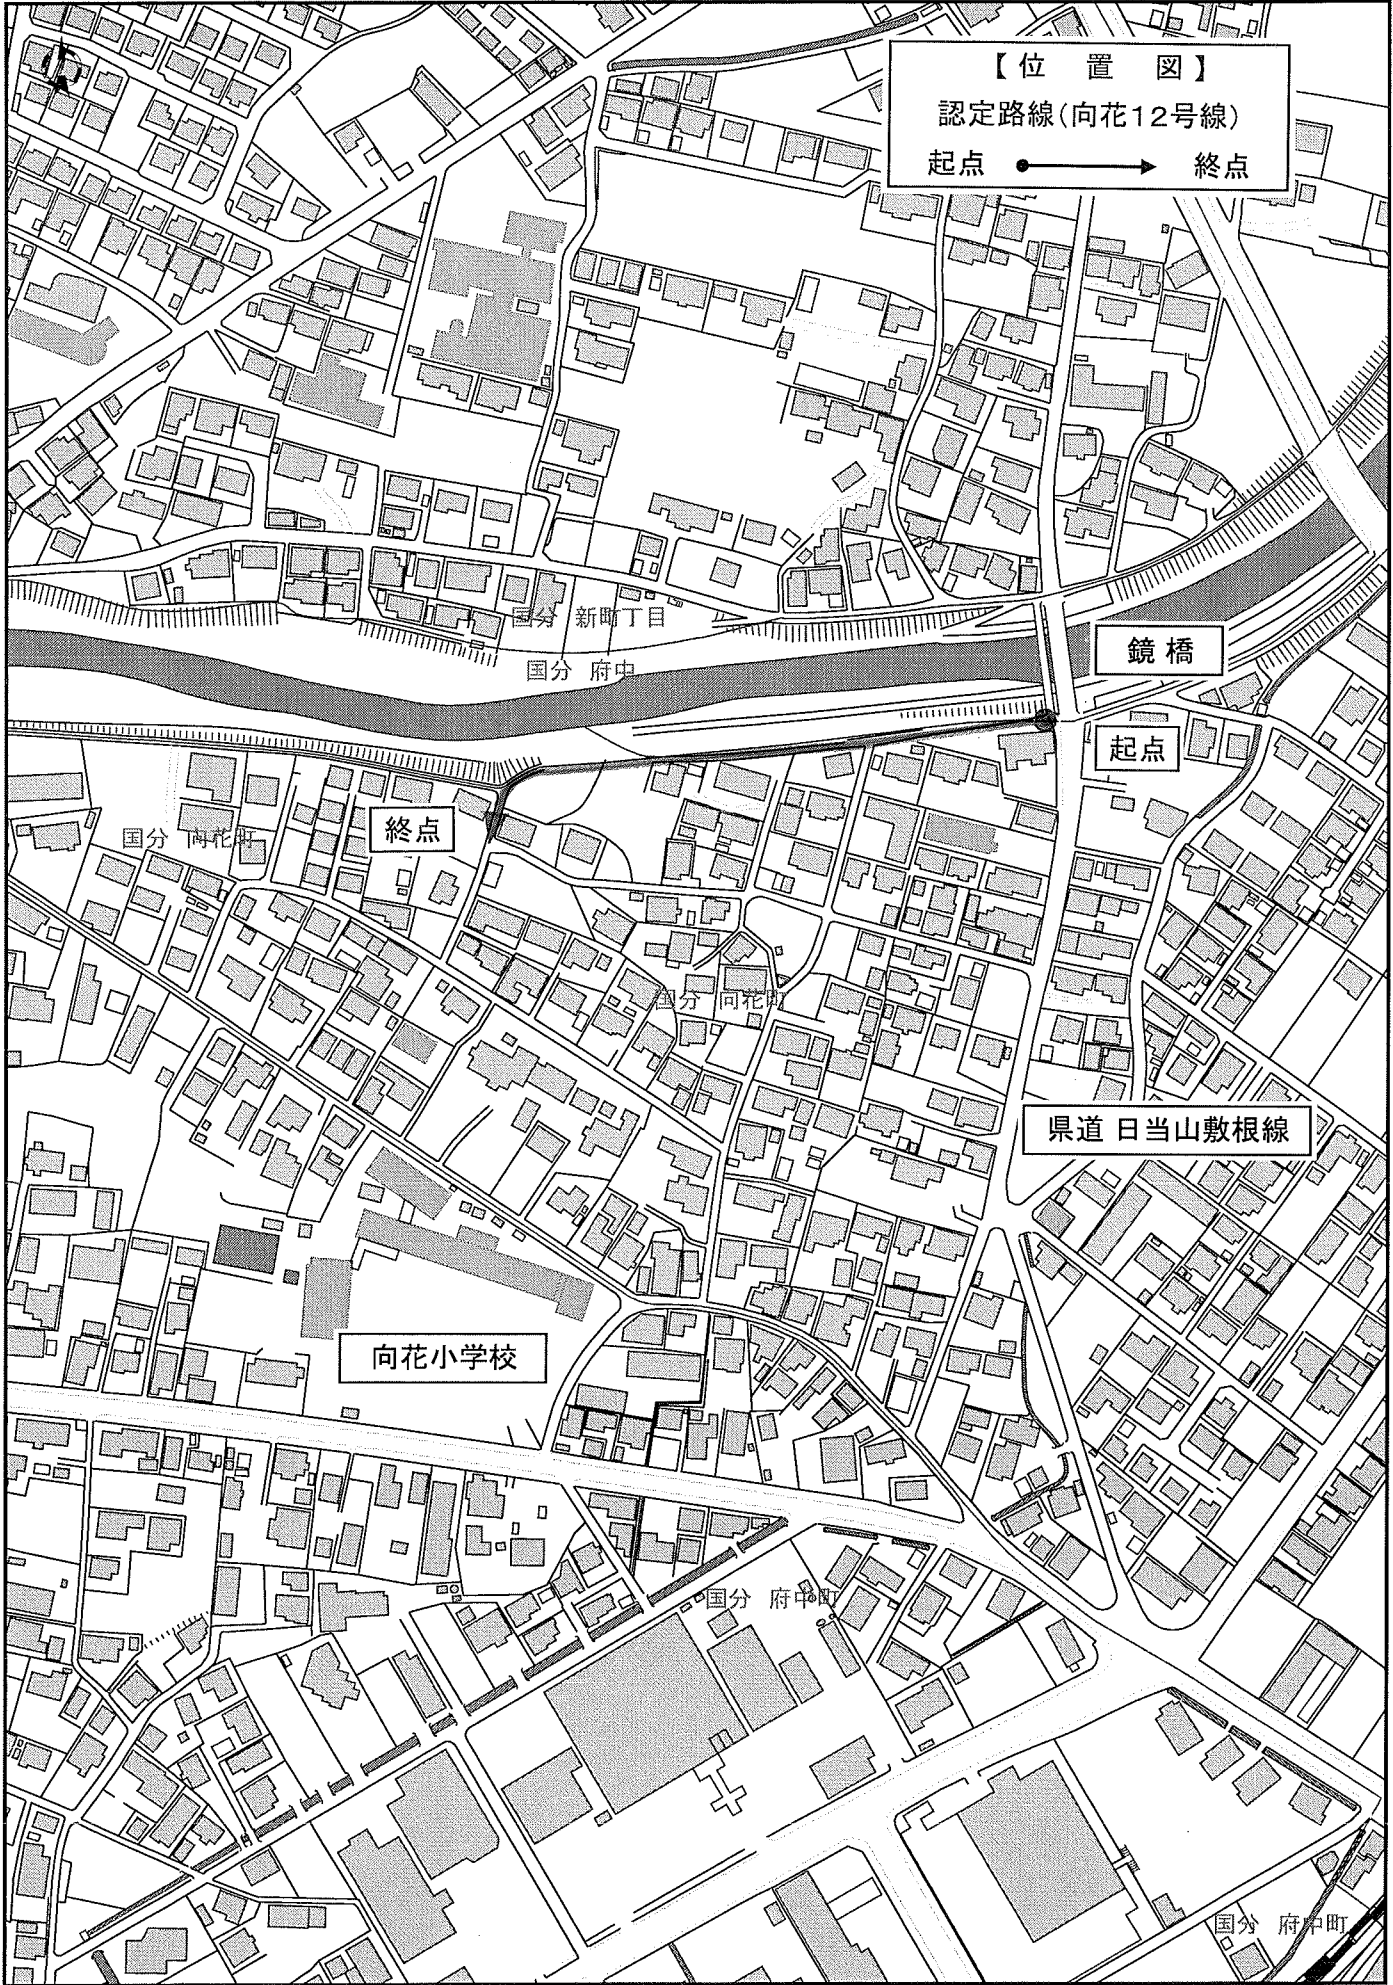 【位　置　図】
認定路線(向花12号線)
起点　終点
国分　新町丁目
鏡橋
国分　府中
起点
終点
国分　向花町
国分　向花町
県道 日当山敷根線
向花小学校
国分　府中町
国分　府中町